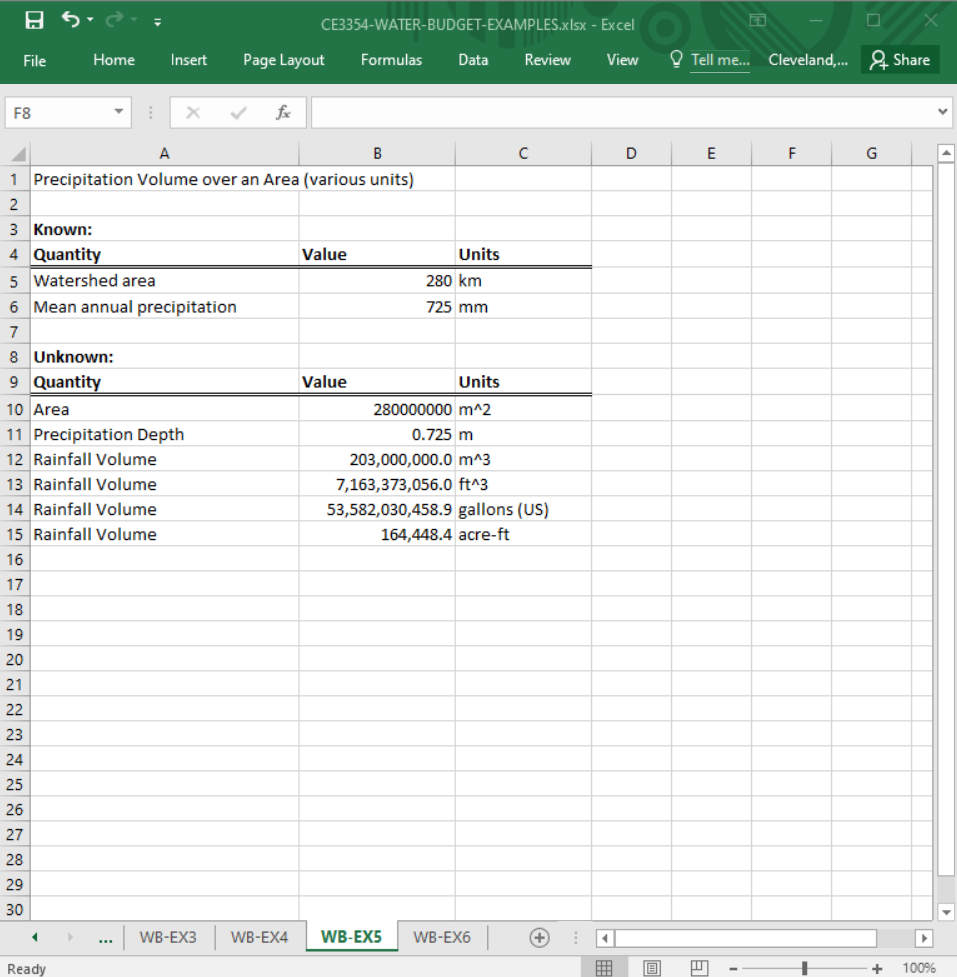 CE3354-WATER-BUDGET-EXAMPLES.xlsx - Excel
File Home Insert Page Layout Formulas Data Review View Tell me... Cleveland,... Share
F8 fx
A B C D E F G
1 Precipitation Volume over an Area (various units)
2
3 Known:
4 Quantity Value Units
5 Watershed area 280 km
6 Mean annual precipitation 725 mm
7
8 Unknown:
9 Quantity Value Units
10 Area 280000000 m^2
11 Precipitation Depth 0.725 m
12 Rainfall Volume 203,000,000.0 m^3
13 Rainfall Volume 7,163,373,056.0 ft^3
14 Rainfall Volume 53,582,030,458.9 gallons (US)
15 Rainfall Volume 164,448.4 acre-ft
16
17
18
19
20
21
22
23
24
25
26
27
28
29
30
... WB-EX3 WB-EX4 WB-EX5 WB-EX6
Ready 100%